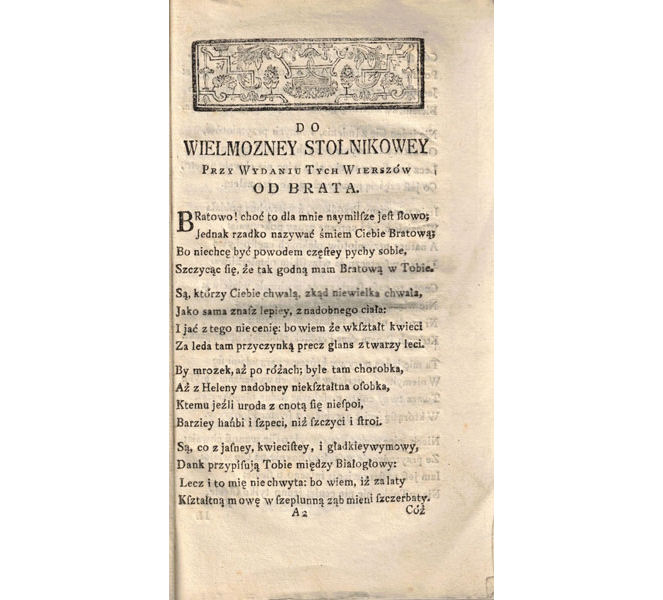 DO
WIELMOZNEY STOLNIKOWEY
PRZY WYDANIU TYCH WIERSZÓW
OD BRATA.
BRatowo! choć to dla mnie naymilſze jeſt ſłowo;
Jednak rzadko nazywać śmiem Ciebie Bratową;
Bo niechcę być powodem częſtey pychy sobie,
Szczycąc ſię, że tak godną mam Bratową w Tobie.
Są, którzy Ciebie chwalą, zkąd niewielka chwała,
Jako sama znaſz lepiey, z nadobnego ciała:
I jać z tego nie cenię: bo wiem że wkſztałt kwieci
Za leda tam przyczynką precz glans z twarzy leci.
By mrozek, aż po różach; byle tam chorobka,
Aż z Heleny nadobney niekſztałtna oſobka,
Ktemu jeźli uroda z cnotą ſię nieſpoi,
Barziey hańbi i ſzpeci, niż ſzczyci i ſtroi.
Są, co z jaſney, kwieciſtey, i gładkieywymowy,
Dank przypiſują Tobie między Białogłowy:
Lecz i to mię nie chwyta: bo wiem, iż za laty
Kſztałtną mowę w ſzeplunną ząb mieni ſzczerbaty.
A2 Cóż